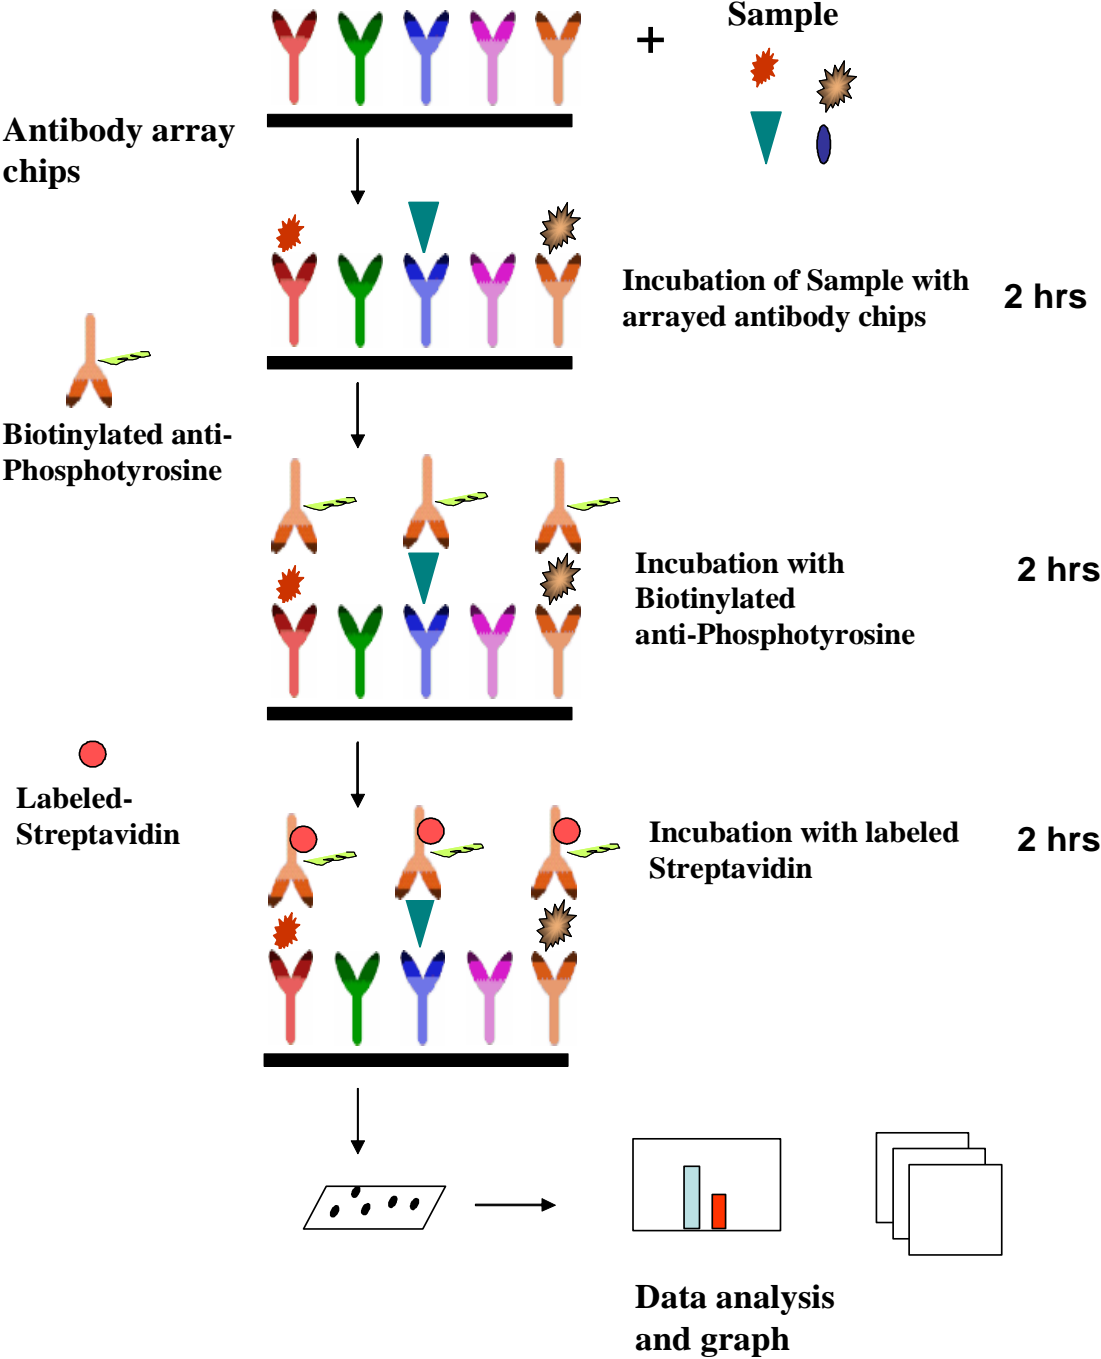 +
Sample
Antibody array
chips
Incubation of Sample with
arrayed antibody chips
2 hrs
Biotinylated anti-
Phosphotyrosine
Incubation with
Biotinylated
anti-Phosphotyrosine
2 hrs
Labeled-
Streptavidin
Incubation with labeled
Streptavidin
2 hrs
Data analysis
and graph